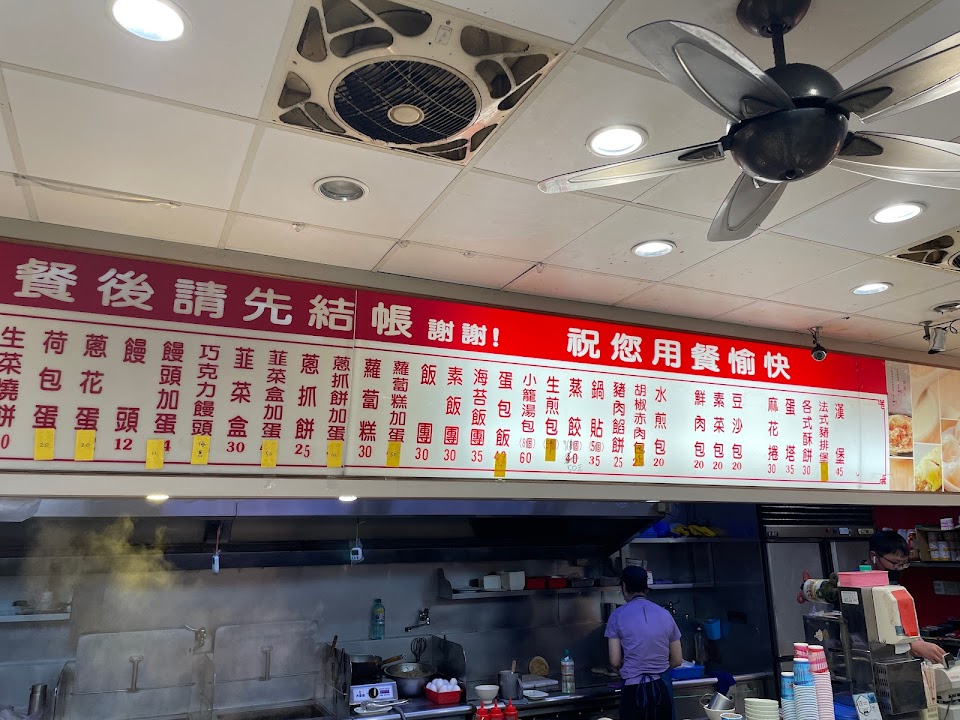 餐後請先結帳 謝謝! 祝您用餐愉快
生菜燒餅
荷包蛋
蔥花蛋
饅頭 12
饅頭加蛋
巧克力饅頭
韮菜盒 30
韮菜盒加蛋
蔥抓餅 25
蔥抓餅加蛋
蘿蔔糕 30
蘿蔔糕加蛋
飯團 30
素飯團 30
海苔飯團 35
蛋包飯
小籠湯包 (8個) 60
生煎包
蒸餃
鍋貼 (5個) 35
豬肉餡餅 25
胡椒赤肉包
水煎包 20
鮮肉包 20
素菜包 20
豆沙包 20
麻花捲 30
蛋塔
各式酥餅 30
法式豬排堡
漢堡 45